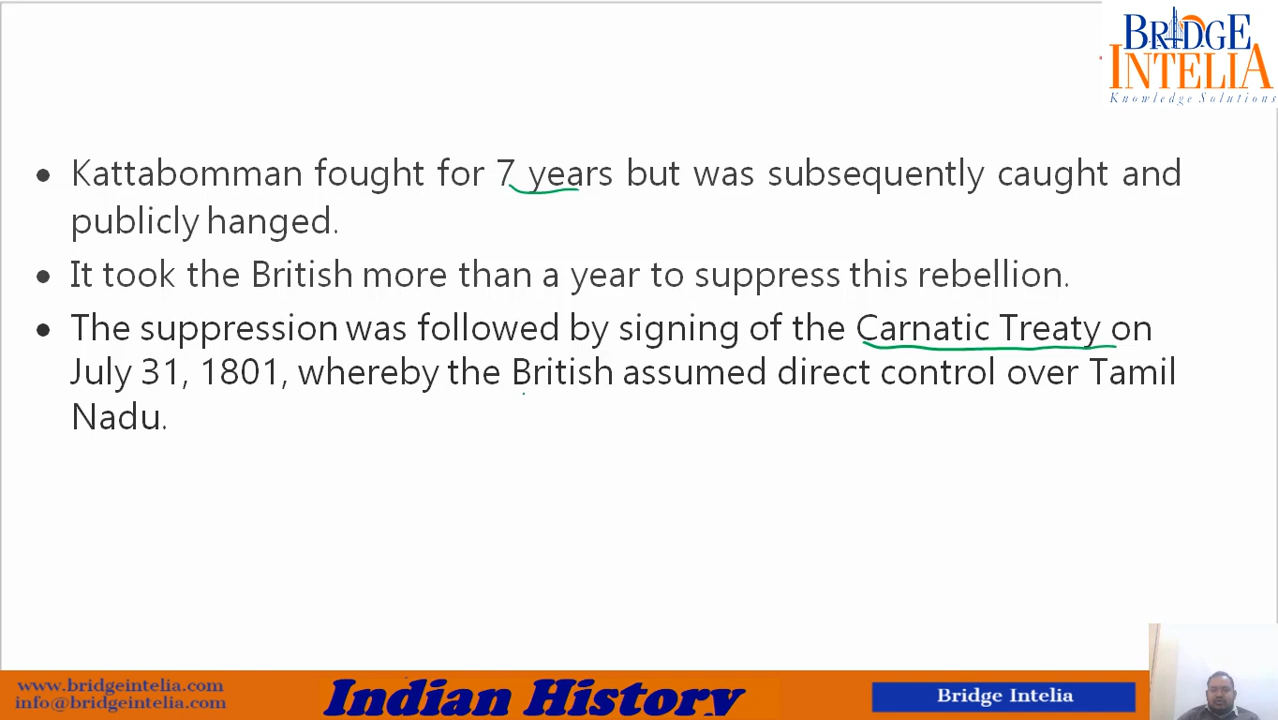 BRIDGE
INTELIA
Knowledge Solutions
• Kattabomman fought for 7 years but was subsequently caught and
publicly hanged.
• It took the British more than a year to suppress this rebellion.
• The suppression was followed by signing of the Carnatic Treaty on
July 31, 1801, whereby the British assumed direct control over Tamil
Nadu.
www.bridgeintelia.com
info@bridgeintelia.com
Indian History
Bridge Intelia